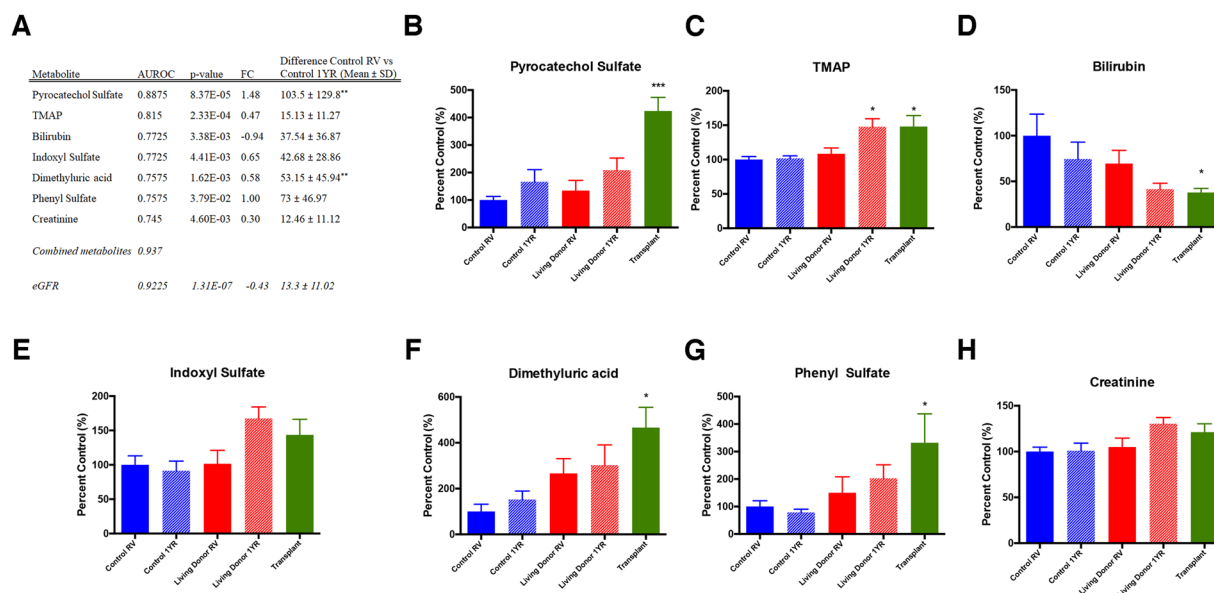 A
Difference Control RV vs
Metabolite AUROC p-value FC Control 1YR (Mean ± SD)
Pyrocatechol Sulfate 0.8875 8.37E-05 1.48 103.5 ± 129.8**
TMAP 0.815 2.33E-04 0.47 15.13 ± 11.27
Bilirubin 0.7725 3.38E-03 -0.94 37.54 ± 36.87
Indoxyl Sulfate 0.7725 4.41E-03 0.65 42.68 ± 28.86
Dimethyluric acid 0.7575 1.62E-03 0.58 53.15 ± 45.94**
Phenyl Sulfate 0.7575 3.79E-02 1.00 73 ± 46.97
Creatinine 0.745 4.60E-03 0.30 12.46 ± 11.12
Combined metabolites 0.937
eGFR 0.9225 1.31E-07 -0.43 13.3 ± 11.02
B
Pyrocatechol Sulfate
Percent Control (%)
500
400
300
200
100
0
***
Control RV
Control 1YR
Living Donor RV
Living Donor 1YR
Transplant
C
TMAP
Percent Control (%)
200
150
100
50
0
*
*
Control RV
Control 1YR
Living Donor RV
Living Donor 1YR
Transplant
D
Bilirubin
Percent Control (%)
150
100
50
0
*
Control RV
Control 1YR
Living Donor RV
Living Donor 1YR
Transplant
E
Indoxyl Sulfate
Percent Control (%)
200
150
100
50
0
Control RV
Control 1YR
Living Donor RV
Living Donor 1YR
Transplant
F
Dimethyluric acid
Percent Control (%)
600
400
200
0
*
Control RV
Control 1YR
Living Donor RV
Living Donor 1YR
Transplant
G
Phenyl Sulfate
Percent Control (%)
500
400
300
200
100
0
*
Control RV
Control 1YR
Living Donor RV
Living Donor 1YR
Transplant
H
Creatinine
Percent Control (%)
150
100
50
0
Control RV
Control 1YR
Living Donor RV
Living Donor 1YR
Transplant